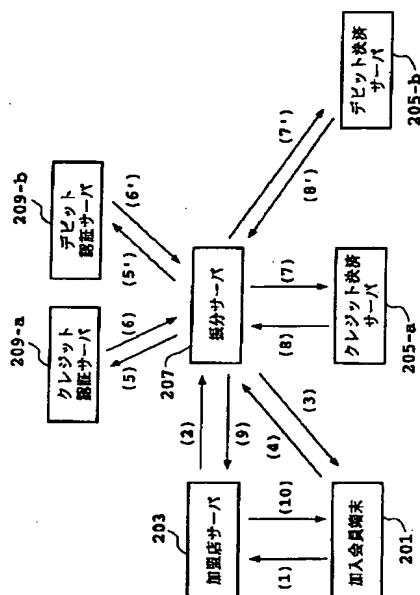 209-a
クレジット
認証サーバ
209-b
デビット
認証サーバ
(5)
(6)
(5')
(6')
203
加盟店サーバ
(2)
(9)
207
振分サーバ
(7')
(8')
デビット決済
サーバ
205-b
(1)
(10)
(4)
(3)
(8)
(7)
加入会員端末
201
クレジット決済
サーバ
205-a